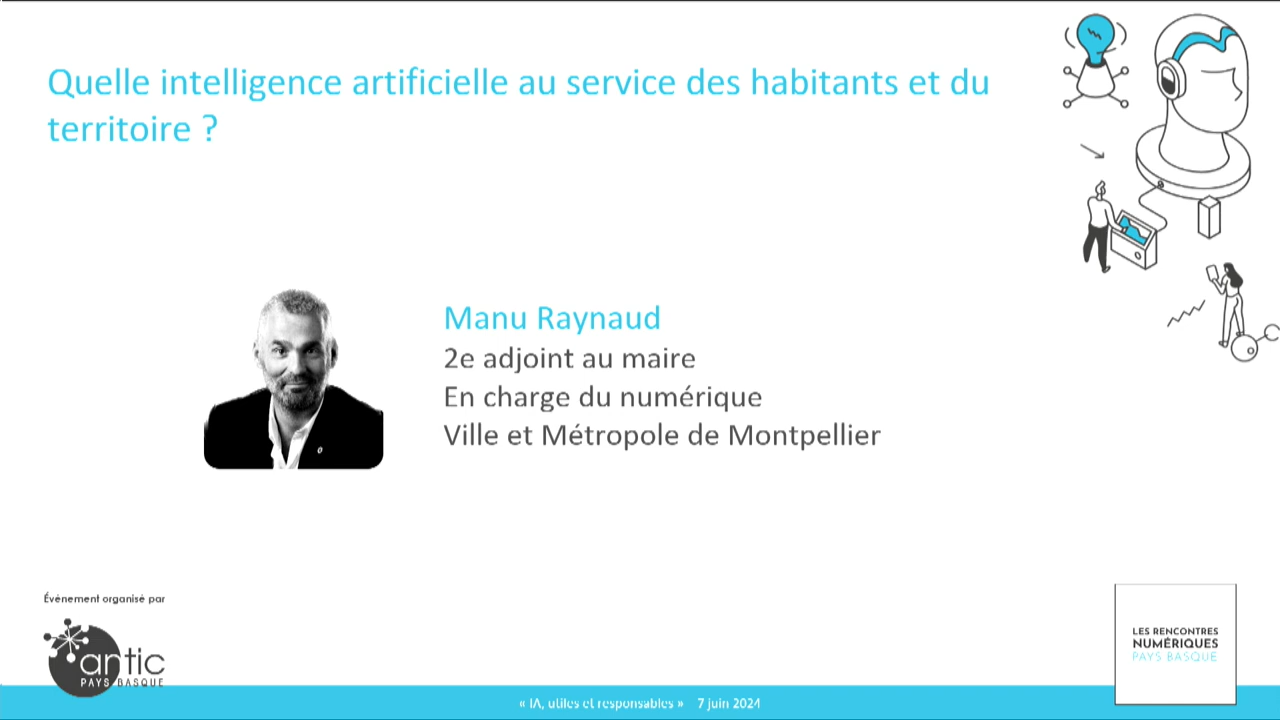 Quelle intelligence artificielle au service des habitants et du
territoire ?
Manu Raynaud
2e adjoint au maire
En charge du numérique
Ville et Métropole de Montpellier
Évènement organisé par
antic
PAYS BASQUE
LES RENCONTRES
NUMÉRIQUES
PAYS BASQUE
« IA, utiles et responsables » 7 juin 2024